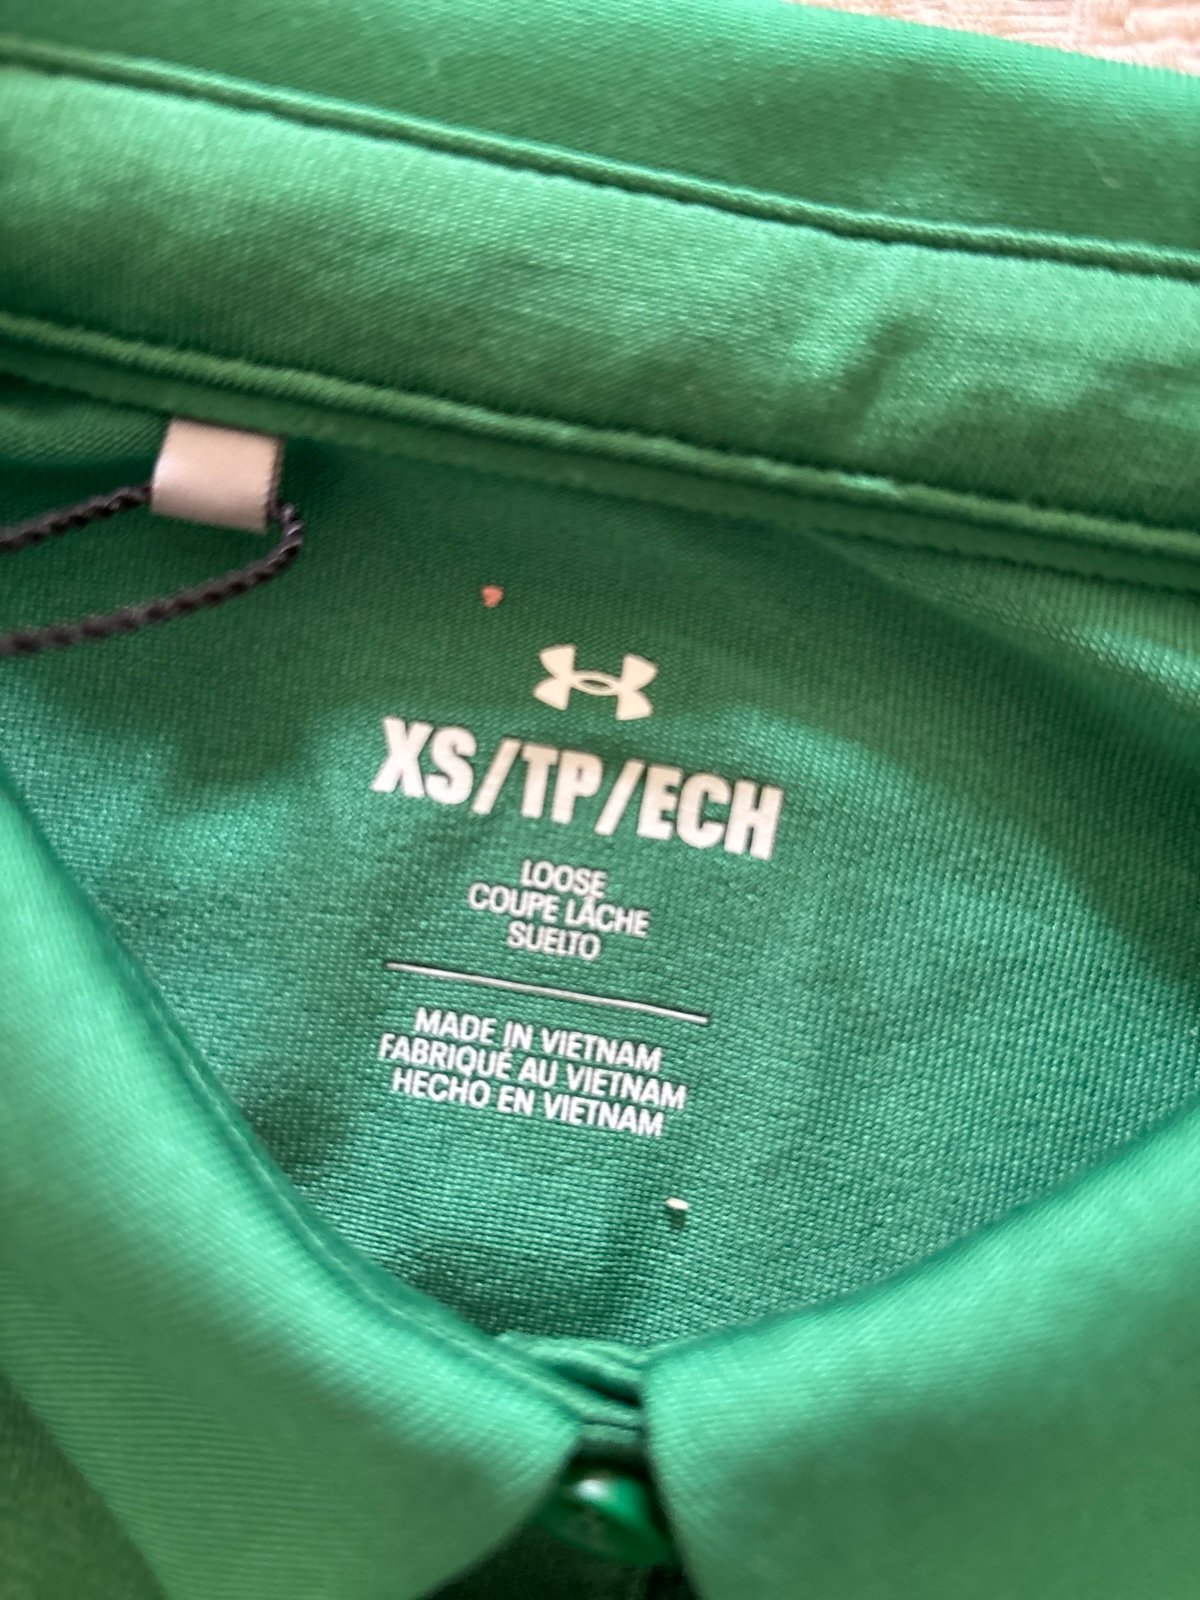 XS/TP/ECH
LOOSE
COUPE LÂCHE
SUELTO
MADE IN VIETNAM
FABRIQUÉ AU VIETNAM
HECHO EN VIETNAM